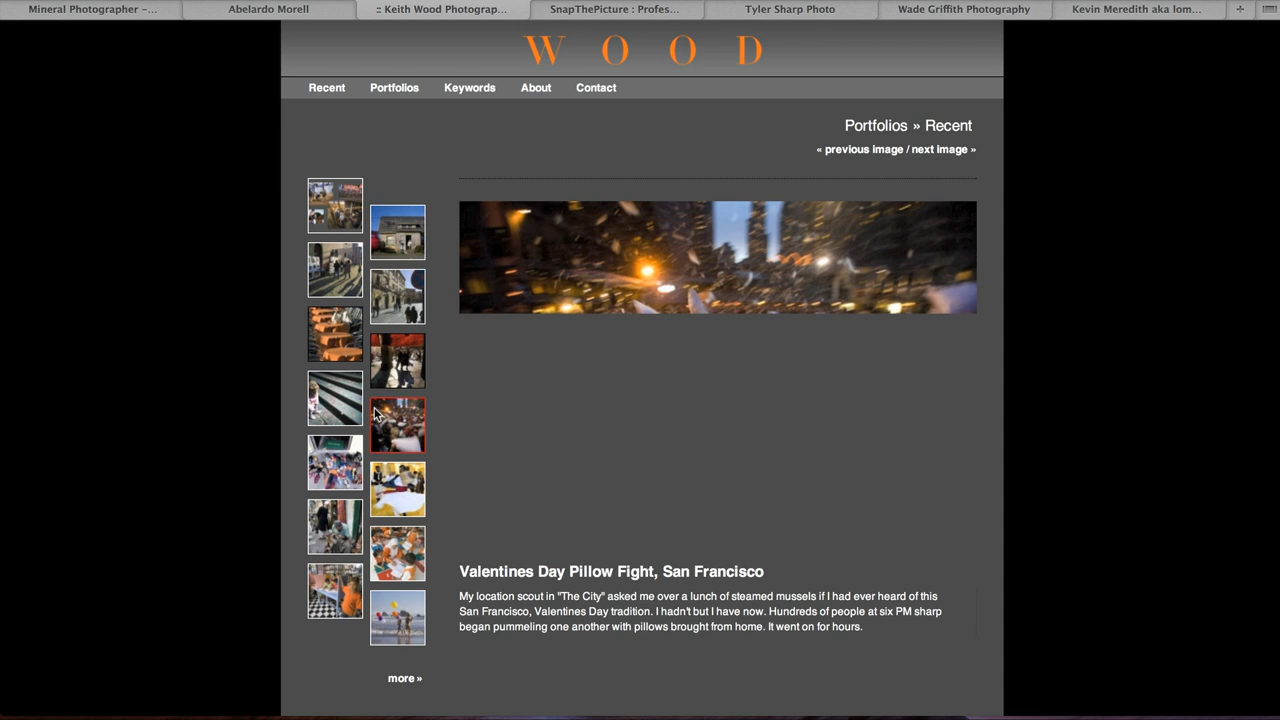 Mineral Photographer –...
Abelardo Morell
:: Keith Wood Photograp...
SnapThePicture : Profes...
Tyler Sharp Photo
Wade Griffith Photography
Kevin Meredith aka lom...
WOOD
Recent
Portfolios
Keywords
About
Contact
Portfolios » Recent
« previous image / next image »
Valentines Day Pillow Fight, San Francisco
My location scout in "The City" asked me over a lunch of steamed mussels if I had ever heard of this
San Francisco, Valentines Day tradition. I hadn't but I have now. Hundreds of people at six PM sharp
began pummeling one another with pillows brought from home. It went on for hours.
more »